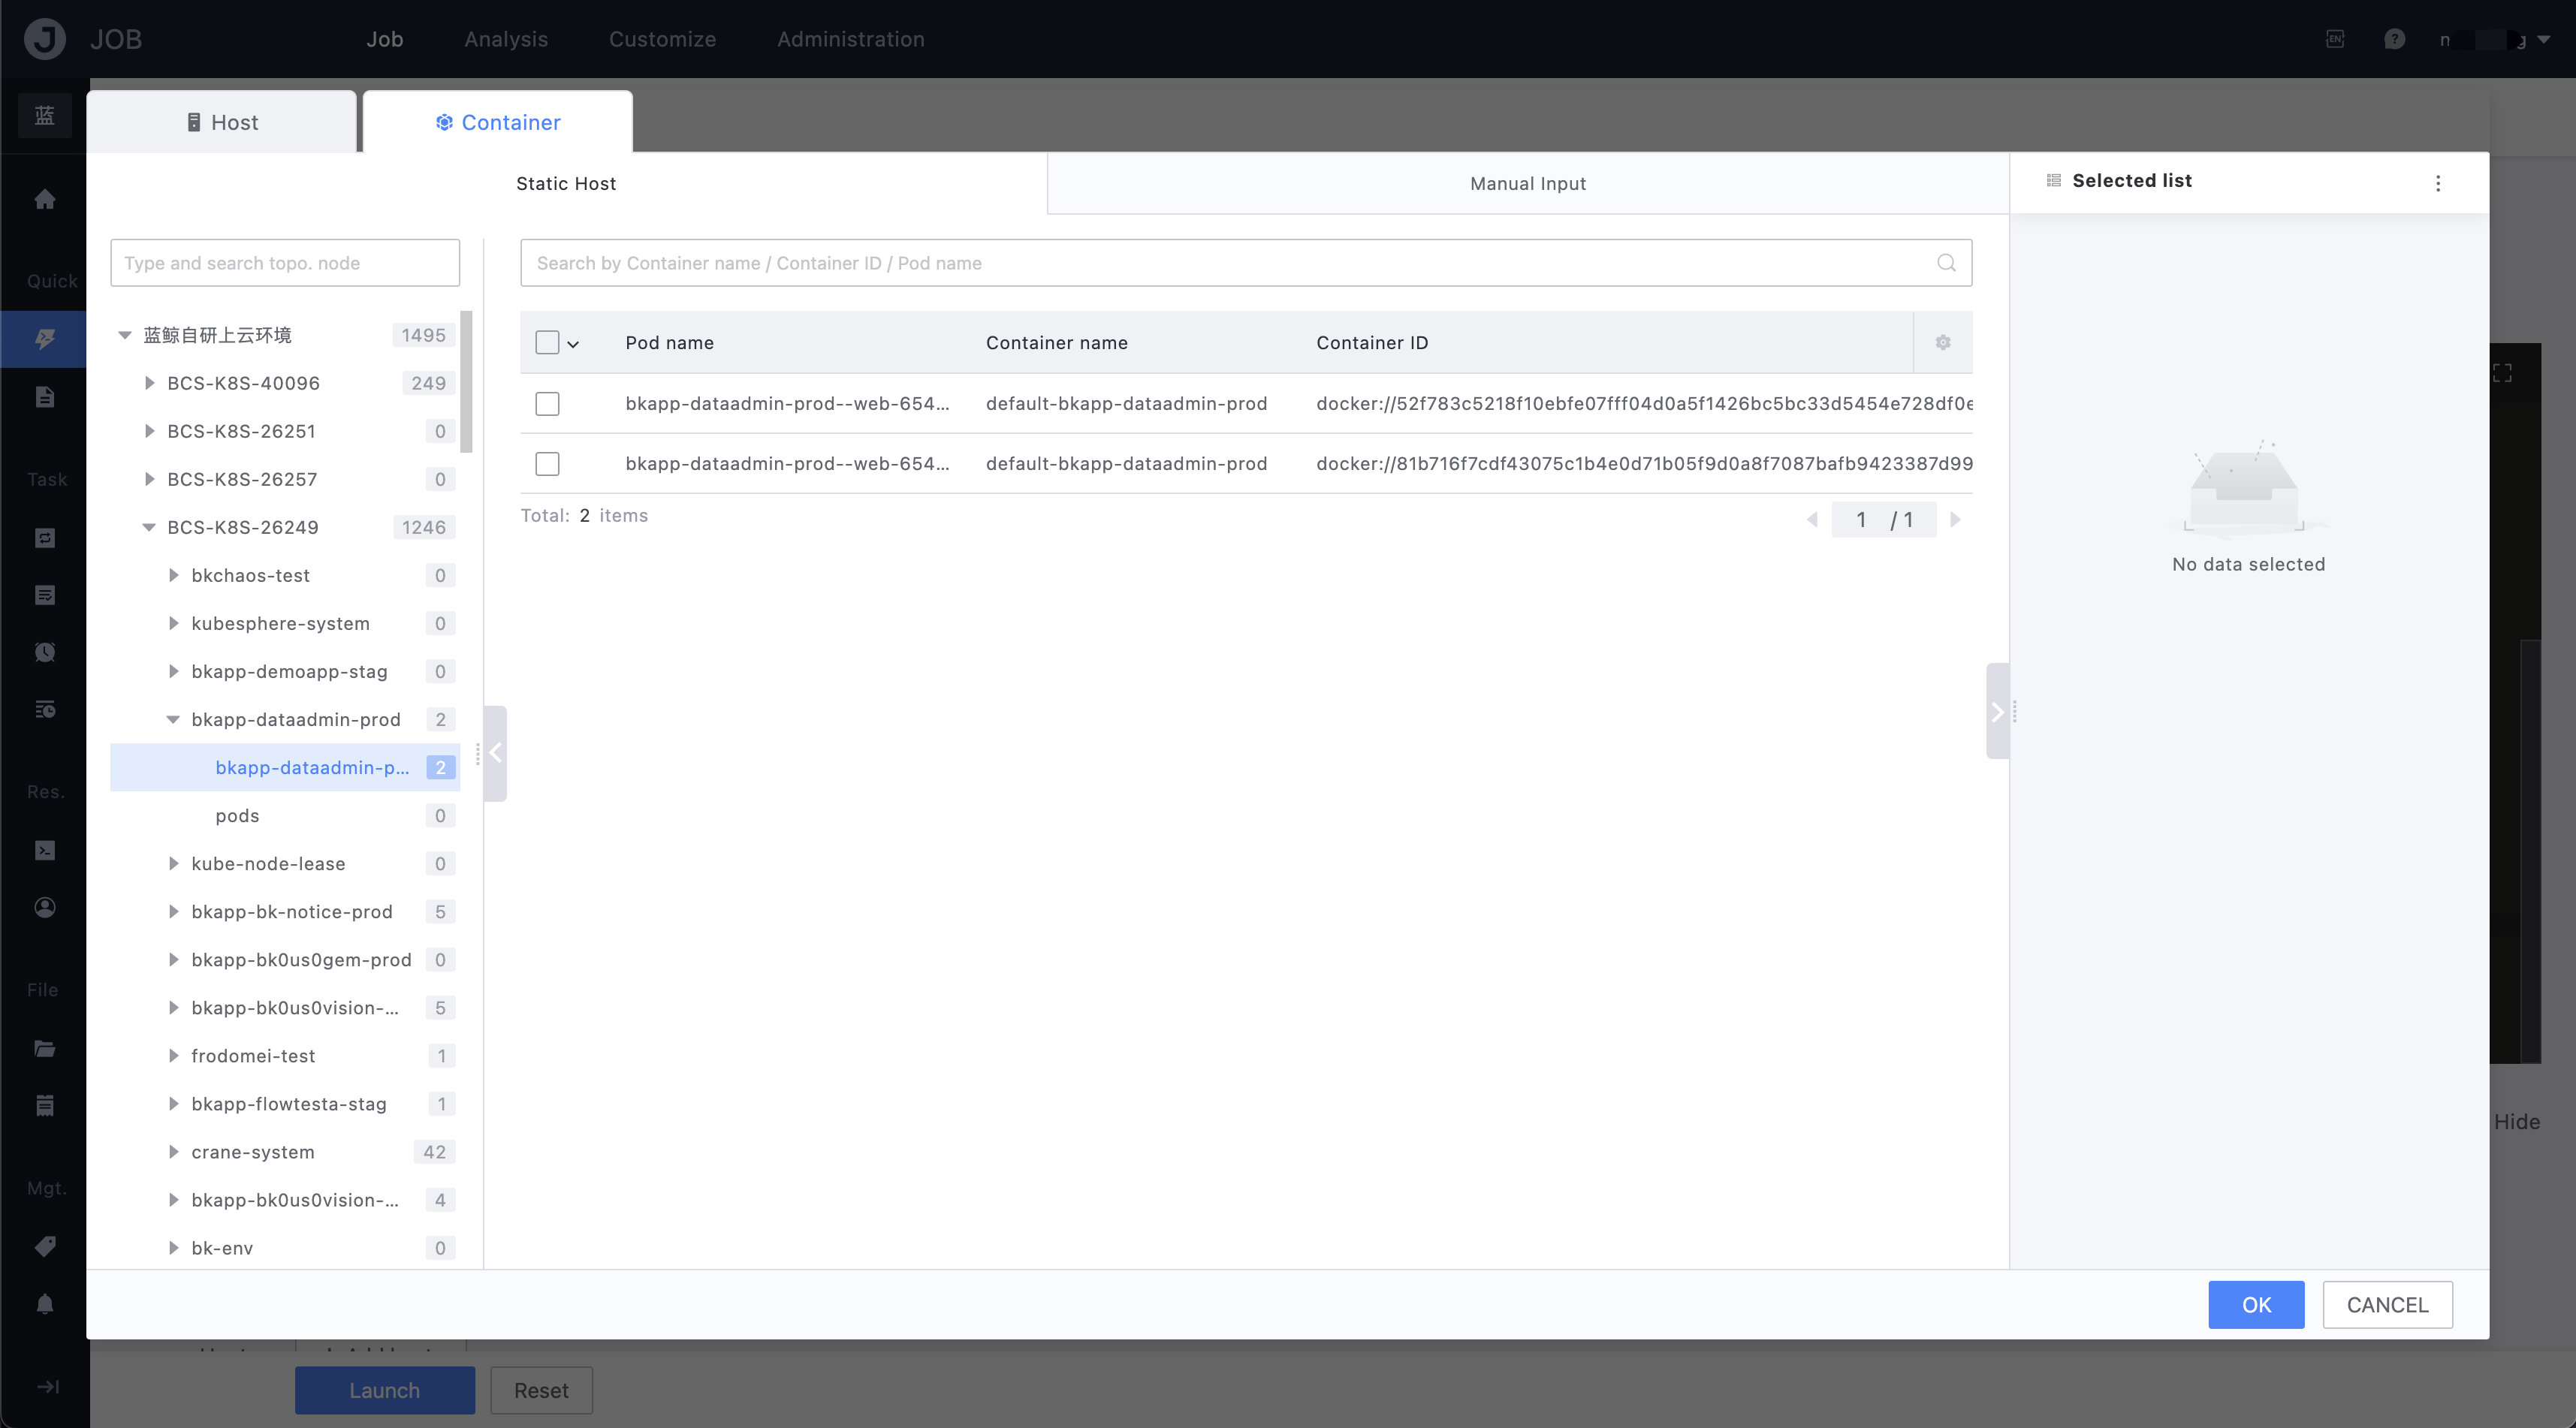 JOB
Job
Analysis
Customize
Administration
EN
?
蓝
Host
Container
Static Host
Manual Input
Selected list
Quick
Task
Res.
File
Mgt.
Type and search topo. node
蓝鲸自研上云环境 1495
BCS-K8S-40096 249
BCS-K8S-26251 0
BCS-K8S-26257 0
BCS-K8S-26249 1246
bkchaos-test 0
kubesphere-system 0
bkapp-demoapp-stag 0
bkapp-dataadmin-prod 2
bkapp-dataadmin-p... 2
pods 0
kube-node-lease 0
bkapp-bk-notice-prod 5
bkapp-bk0us0gem-prod 0
bkapp-bk0us0vision-... 5
frodomei-test 1
bkapp-flowtesta-stag 1
crane-system 42
bkapp-bk0us0vision-... 4
bk-env 0
Search by Container name / Container ID / Pod name
Pod name Container name Container ID
bkapp-dataadmin-prod--web-654... default-bkapp-dataadmin-prod docker://52f783c5218f10ebfe07fff04d0a5f1426bc5bc33d5454e728df0e
bkapp-dataadmin-prod--web-654... default-bkapp-dataadmin-prod docker://81b716f7cdf43075c1b4e0d71b05f9d0a8f7087bafb9423387d99
Total: 2 items
1 / 1
No data selected
Hide
OK
CANCEL
Launch
Reset